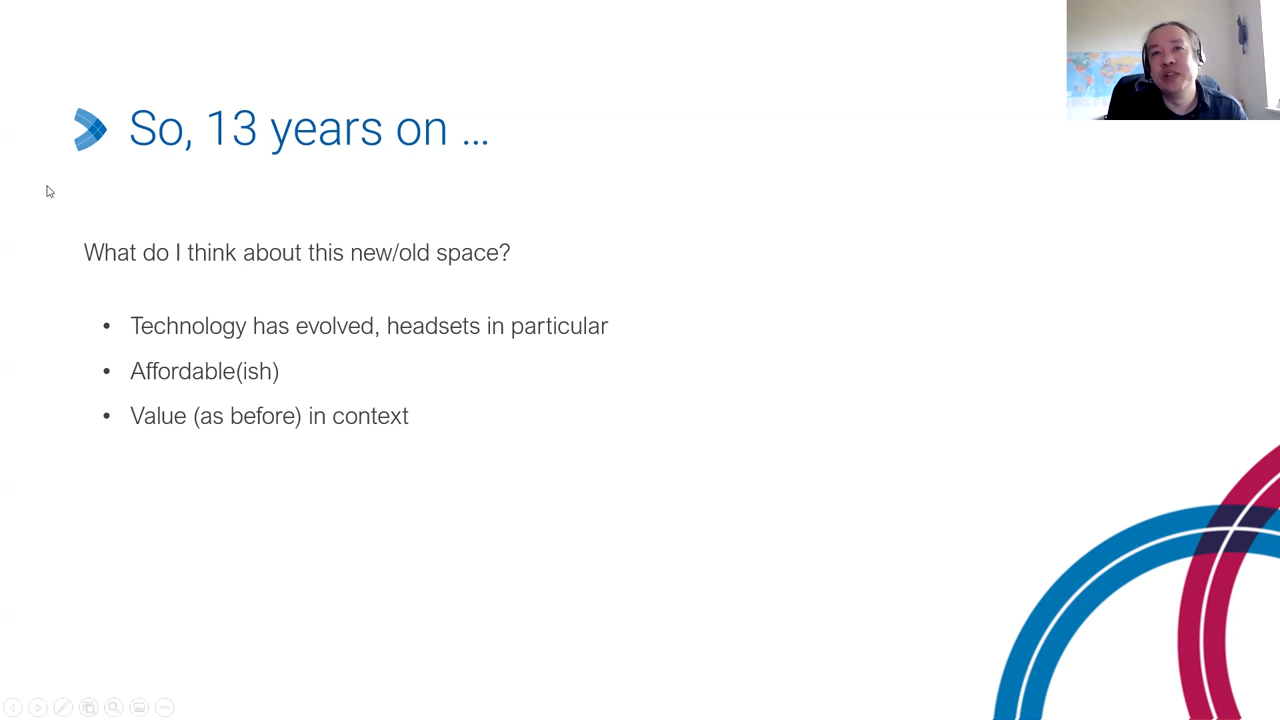 So, 13 years on ...
What do I think about this new/old space?
• Technology has evolved, headsets in particular
• Affordable(ish)
• Value (as before) in context